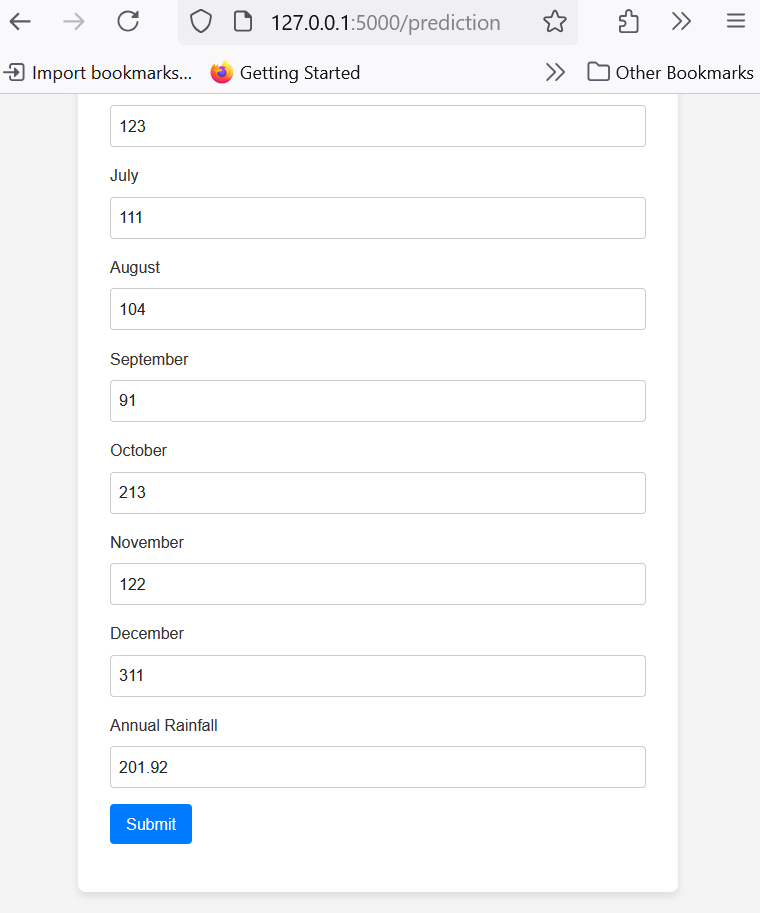 127.0.0.1:5000/prediction
Import bookmarks... Getting Started Other Bookmarks
123
July
111
August
104
September
91
October
213
November
122
December
311
Annual Rainfall
201.92
Submit